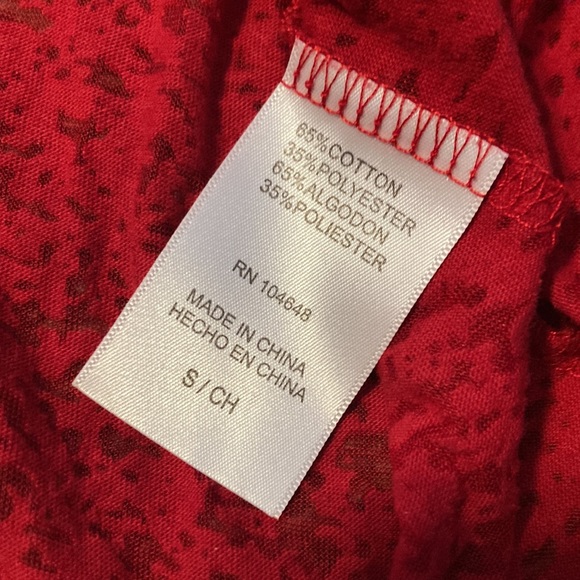 65%COTTON
35%POLYESTER
65%ALGODON
35%POLIESTER
RN 104648
MADE IN CHINA
HECHO EN CHINA
S / CH